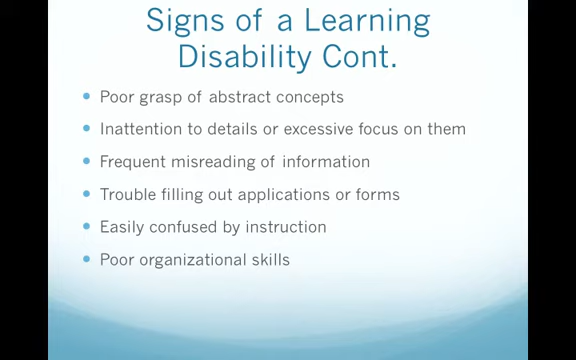 Signs of a Learning
Disability Cont.
• Poor grasp of abstract concepts
• Inattention to details or excessive focus on them
• Frequent misreading of information
• Trouble filling out applications or forms
• Easily confused by instruction
• Poor organizational skills